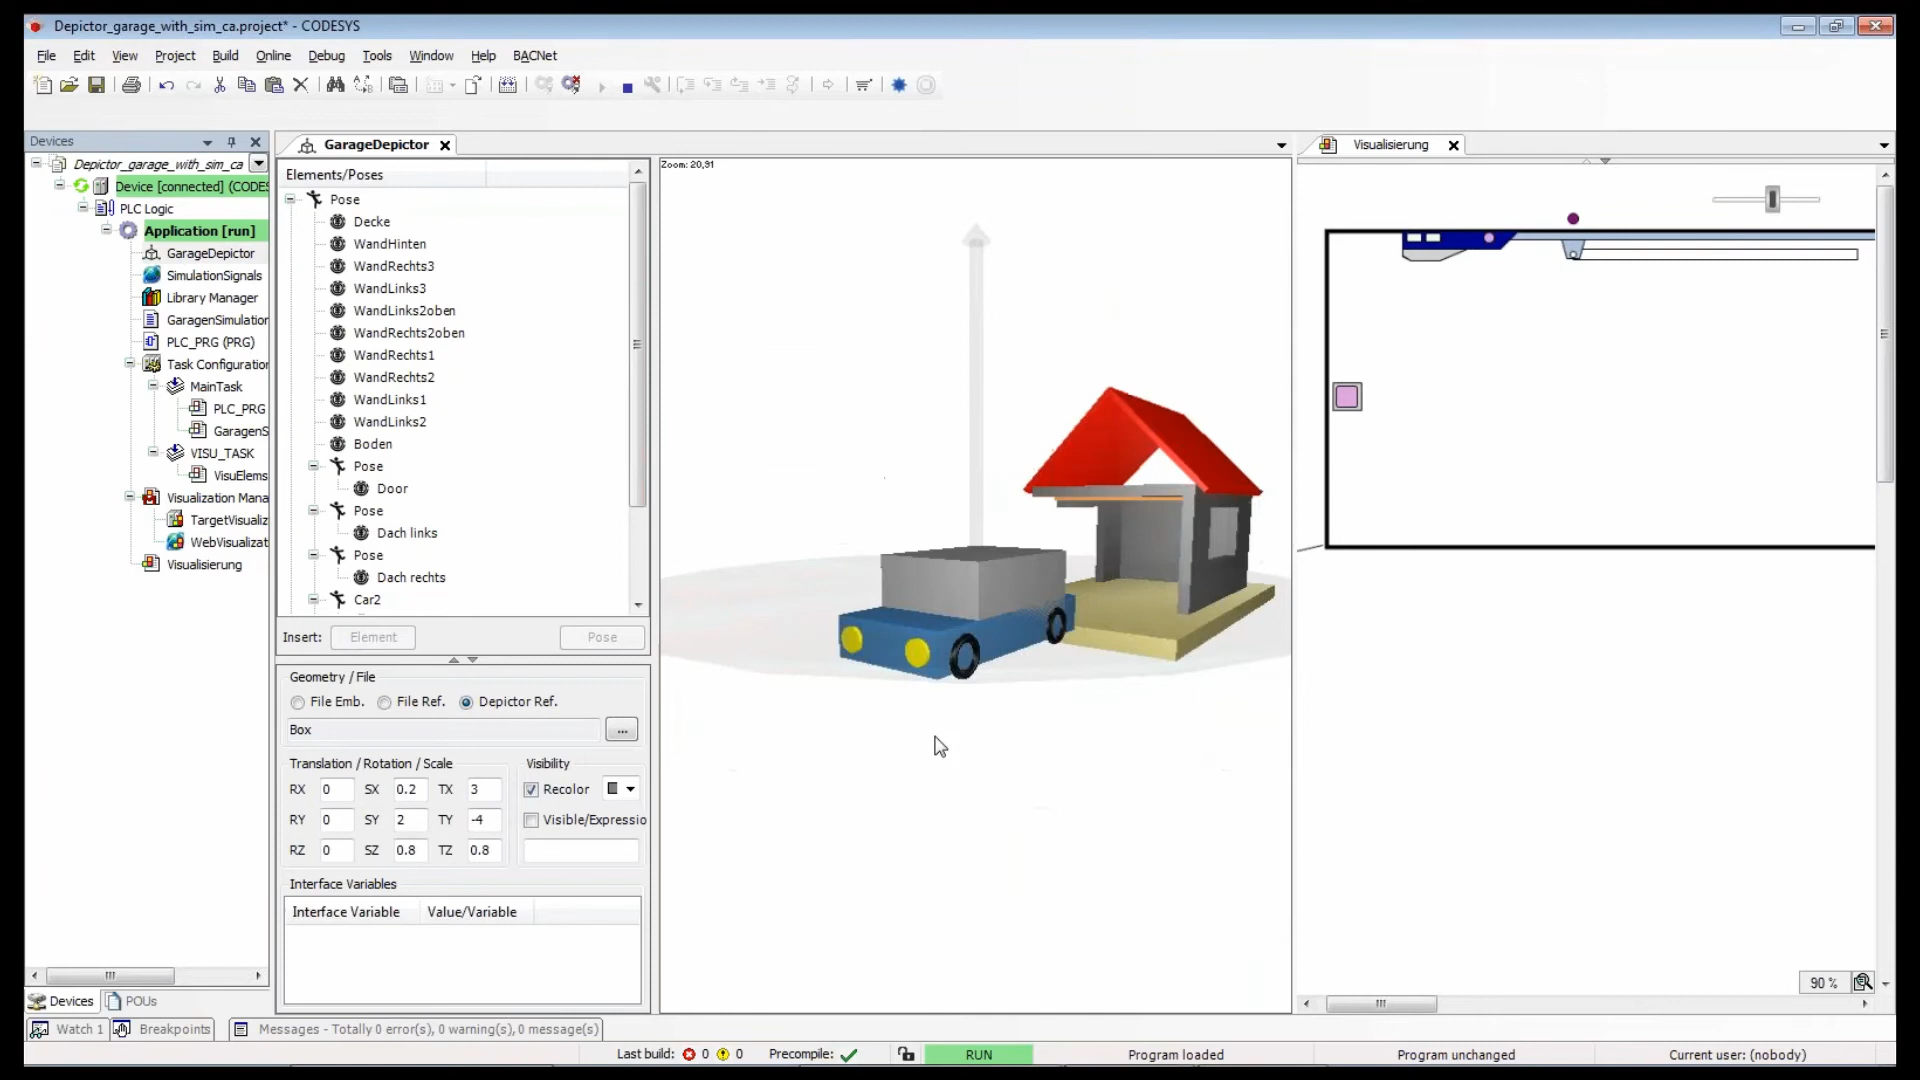 Depictor_garage_with_sim_ca.project* - CODESYS
File Edit View Project Build Online Debug Tools Window Help BACNet
Devices
Depictor_garage_with_sim_ca
Device [connected] (CODES
PLC Logic
Application [run]
GarageDepictor
SimulationSignals
Library Manager
GaragenSimulation
PLC_PRG (PRG)
Task Configuration
MainTask
PLC_PRG
GaragenS
VISU_TASK
VisuElems
Visualization Mana
TargetVisualiz
WebVisualizat
Visualisierung
Devices POUs
GarageDepictor
Elements/Poses
Pose
Decke
WandHinten
WandRechts3
WandLinks3
WandLinks2oben
WandRechts2oben
WandRechts1
WandRechts2
WandLinks1
WandLinks2
Boden
Pose
Door
Pose
Dach links
Pose
Dach rechts
Car2
Insert: Element Pose
Geometry / File
File Emb. File Ref. Depictor Ref.
Box ...
Translation / Rotation / Scale Visibility
RX 0 SX 0.2 TX 3 Recolor
RY 0 SY 2 TY -4 Visible/Expressio
RZ 0 SZ 0.8 TZ 0.8
Interface Variables
Interface Variable Value/Variable
Zoom: 20,91
Visualisierung
90 %
Watch 1 Breakpoints Messages - Totally 0 error(s), 0 warning(s), 0 message(s)
Last build: 0 0 Precompile: RUN Program loaded Program unchanged Current user: (nobody)